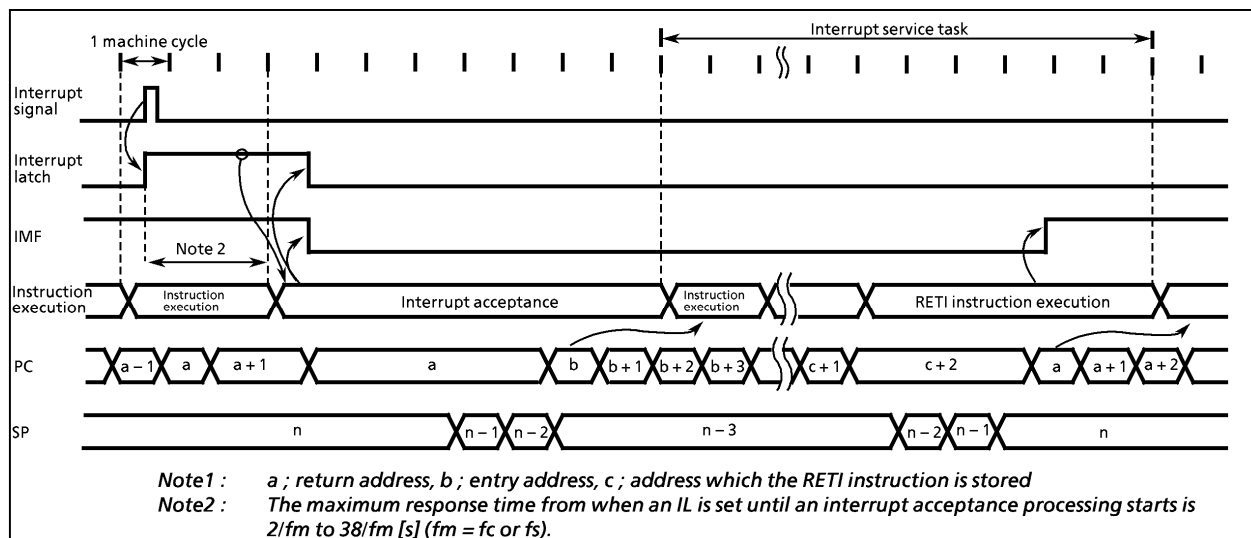 1 machine cycle
Interrupt service task
Interrupt signal
Interrupt latch
IMF
Note 2
Instruction execution
Instruction execution
Interrupt acceptance
Instruction execution
RETI instruction execution
PC
a – 1
a
a + 1
a
b
b + 1
b + 2
b + 3
c + 1
c + 2
a
a + 1
a + 2
SP
n
n – 1
n – 2
n – 3
n – 2
n – 1
n
Note1 : a ; return address, b ; entry address, c ; address which the RETI instruction is stored
Note2 : The maximum response time from when an IL is set until an interrupt acceptance processing starts is
2/fm to 38/fm [s] (fm = fc or fs).